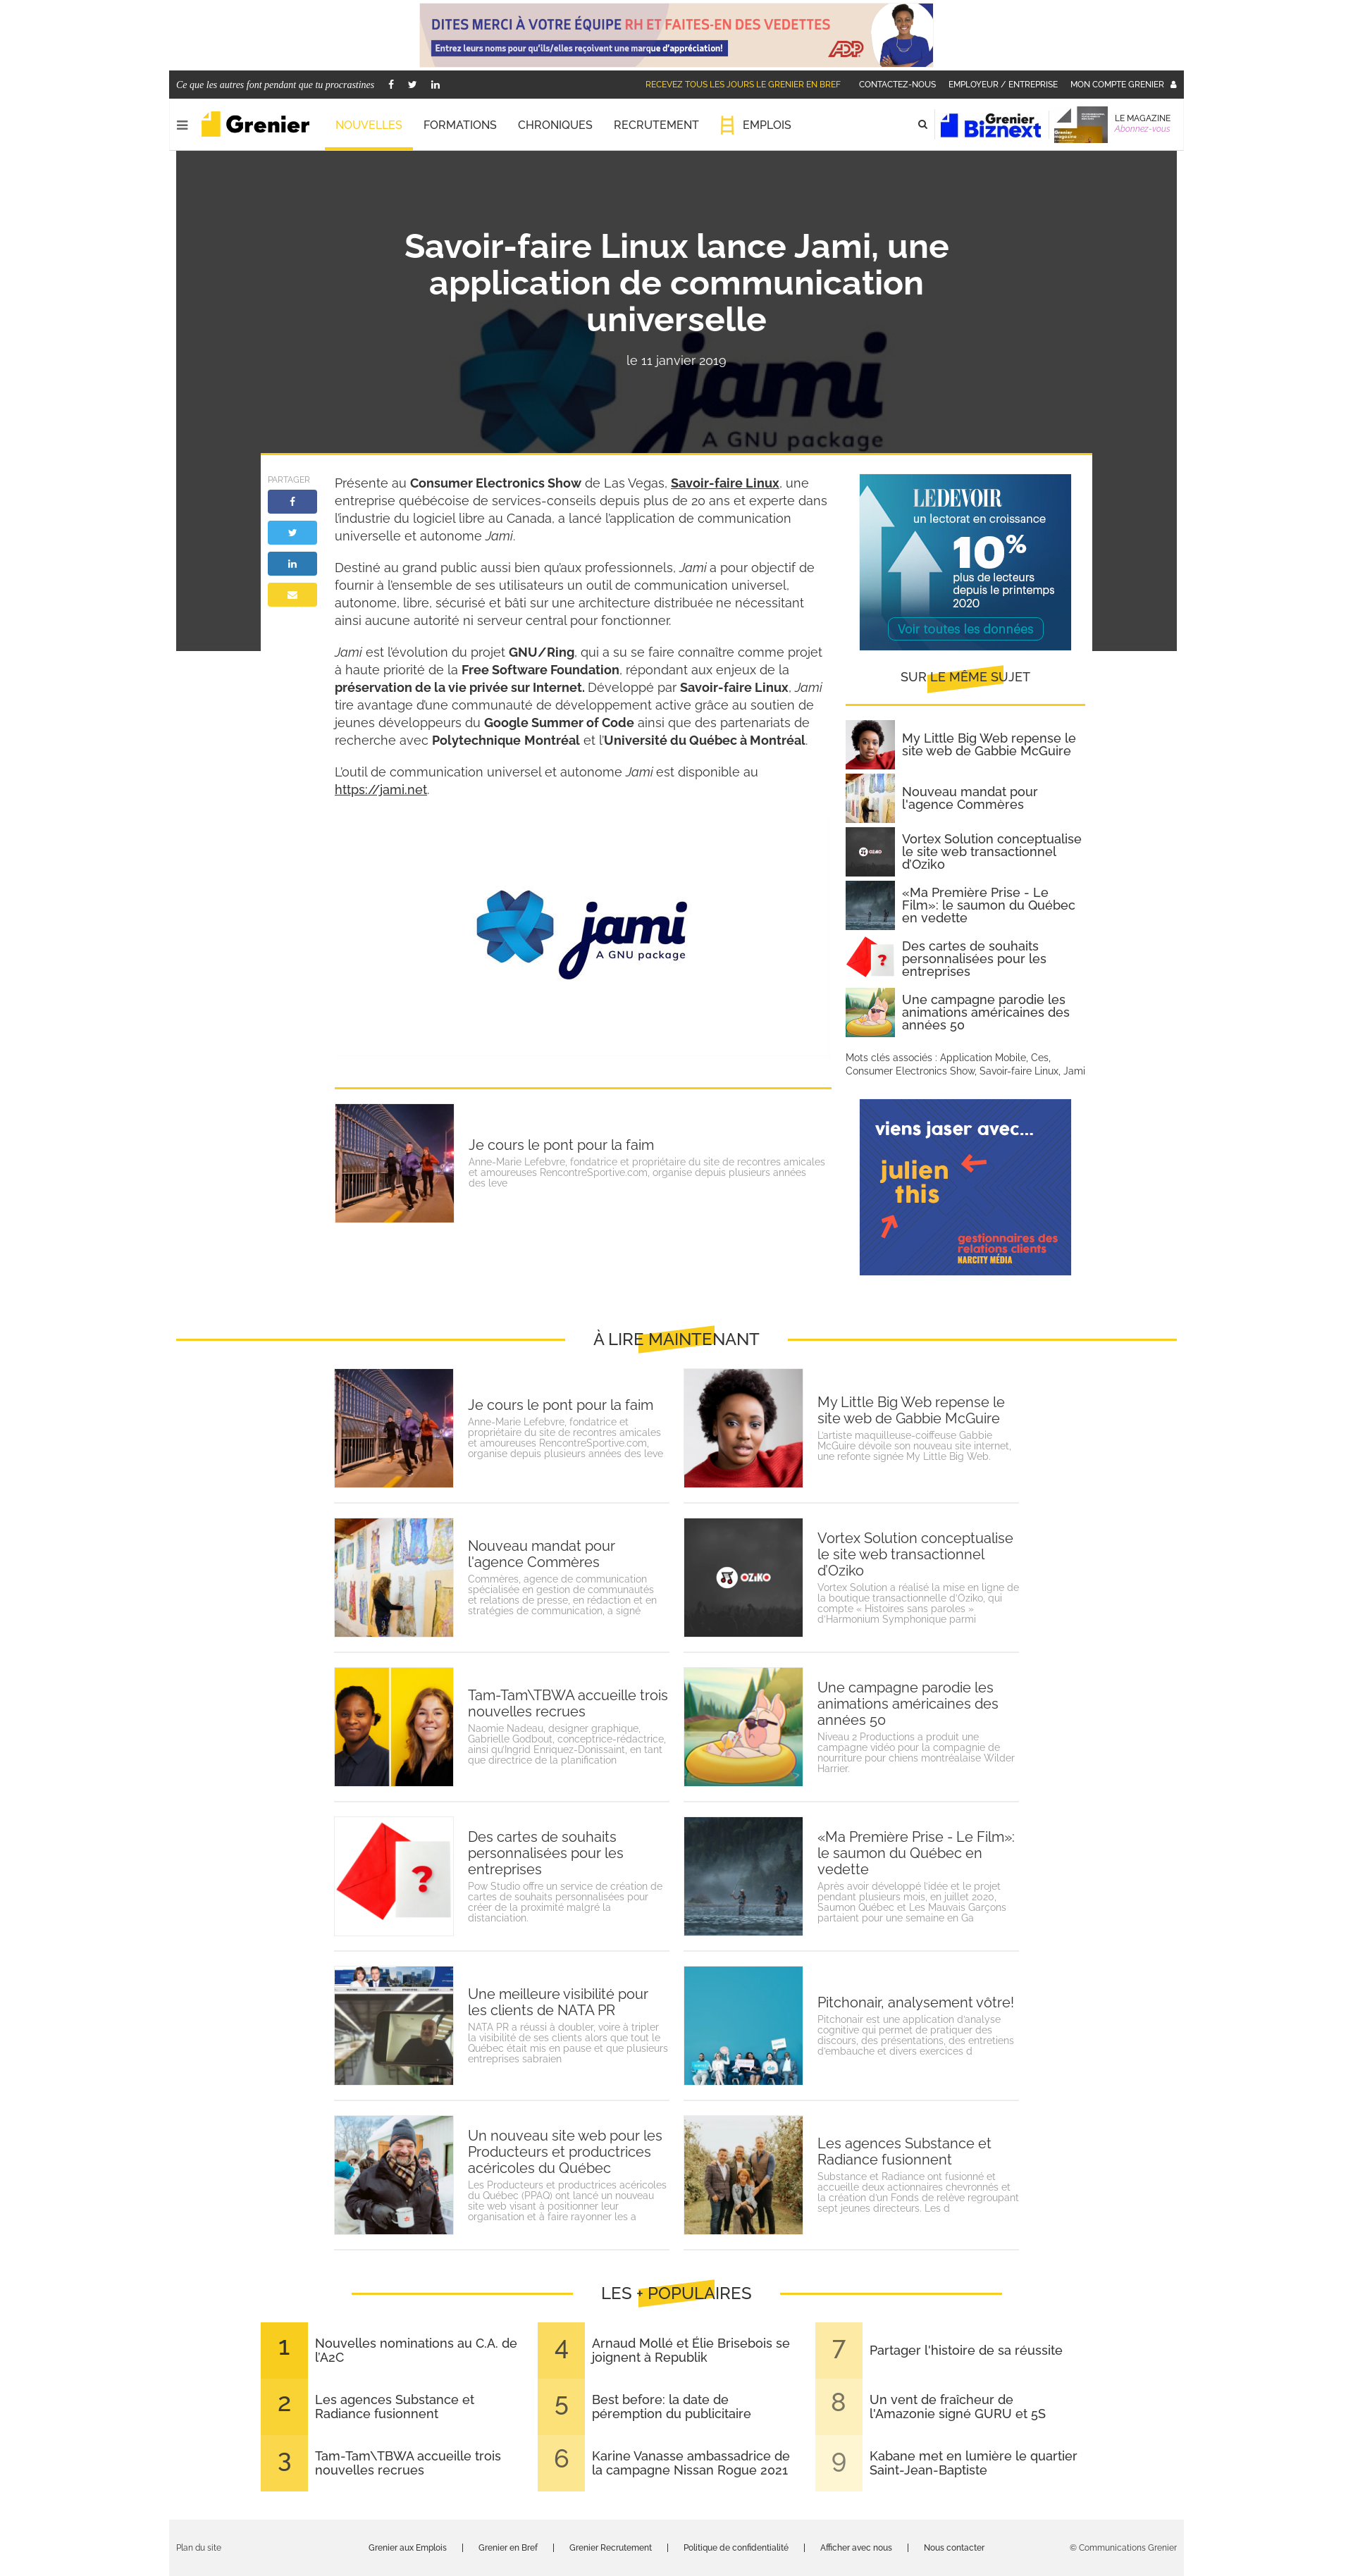 DITES MERCI À VOTRE ÉQUIPE RH ET FAITES-EN DES VEDETTES
Entrez leurs noms pour qu'ils/elles reçoivent une marque d'appréciation!
ADP
Ce que les autres font pendant que tu procrastines
RECEVEZ TOUS LES JOURS LE GRENIER EN BREF
CONTACTEZ-NOUS
EMPLOYEUR / ENTREPRISE
MON COMPTE GRENIER
Grenier
NOUVELLES
FORMATIONS
CHRONIQUES
RECRUTEMENT
EMPLOIS
Grenier
Biznext
LE MAGAZINE
Abonnez-vous
Savoir-faire Linux lance Jami, une
application de communication
universelle
le 11 janvier 2019
jami
A GNU package
PARTAGER
Présente au Consumer Electronics Show de Las Vegas, Savoir-faire Linux, une
entreprise québécoise de services-conseils depuis plus de 20 ans et experte dans
l'industrie du logiciel libre au Canada, a lancé l'application de communication
universelle et autonome Jami.
Destiné au grand public aussi bien qu'aux professionnels, Jami a pour objectif de
fournir à l'ensemble de ses utilisateurs un outil de communication universel,
autonome, libre, sécurisé et bâti sur une architecture distribuée ne nécessitant
ainsi aucune autorité ni serveur central pour fonctionner.
Jami est l'évolution du projet GNU/Ring, qui a su se faire connaître comme projet
à haute priorité de la Free Software Foundation, répondant aux enjeux de la
préservation de la vie privée sur Internet. Développé par Savoir-faire Linux, Jami
tire avantage d'une communauté de développement active grâce au soutien de
jeunes développeurs du Google Summer of Code ainsi que des partenariats de
recherche avec Polytechnique Montréal et l'Université du Québec à Montréal.
L'outil de communication universel et autonome Jami est disponible au
https://jami.net.
jami
A GNU package
Je cours le pont pour la faim
Anne-Marie Lefebvre, fondatrice et propriétaire du site de recontres amicales
et amoureuses RencontreSportive.com, organise depuis plusieurs années
des leve
LE DEVOIR
un lectorat en croissance
10%
plus de lecteurs
depuis le printemps
2020
Voir toutes les données
SUR LE MÊME SUJET
My Little Big Web repense le
site web de Gabbie McGuire
Nouveau mandat pour
l'agence Commères
OZIKO
Vortex Solution conceptualise
le site web transactionnel
d'Oziko
«Ma Première Prise - Le
Film»: le saumon du Québec
en vedette
?
Des cartes de souhaits
personnalisées pour les
entreprises
Une campagne parodie les
animations américaines des
années 50
Mots clés associés : Application Mobile, Ces,
Consumer Electronics Show, Savoir-faire Linux, Jami
viens jaser avec...
julien
this
gestionnaires des
relations clients
NARCITY MÉDIA
À LIRE MAINTENANT
Je cours le pont pour la faim
Anne-Marie Lefebvre, fondatrice et
propriétaire du site de recontres amicales
et amoureuses RencontreSportive.com,
organise depuis plusieurs années des leve
My Little Big Web repense le
site web de Gabbie McGuire
L'artiste maquilleuse-coiffeuse Gabbie
McGuire dévoile son nouveau site internet,
une refonte signée My Little Big Web.
Nouveau mandat pour
l'agence Commères
Commères, agence de communication
spécialisée en gestion de communautés
et relations de presse, en rédaction et en
stratégies de communication, a signé
OZIKO
Vortex Solution conceptualise
le site web transactionnel
d'Oziko
Vortex Solution a réalisé la mise en ligne de
la boutique transactionnelle d'Oziko, qui
compte « Histoires sans paroles »
d'Harmonium Symphonique parmi
Tam-Tam\TBWA accueille trois
nouvelles recrues
Naomie Nadeau, designer graphique,
Gabrielle Godbout, conceptrice-rédactrice,
ainsi qu'Ingrid Enriquez-Donissaint, en tant
que directrice de la planification
Une campagne parodie les
animations américaines des
années 50
Niveau 2 Productions a produit une
campagne vidéo pour la compagnie de
nourriture pour chiens montréalaise Wilder
Harrier.
?
Des cartes de souhaits
personnalisées pour les
entreprises
Pow Studio offre un service de création de
cartes de souhaits personnalisées pour
créer de la proximité malgré la
distanciation.
«Ma Première Prise - Le Film»:
le saumon du Québec en
vedette
Après avoir développé l'idée et le projet
pendant plusieurs mois, en juillet 2020,
Saumon Québec et Les Mauvais Garçons
partaient pour une semaine en Ga
Une meilleure visibilité pour
les clients de NATA PR
NATA PR a réussi à doubler, voire à tripler
la visibilité de ses clients alors que tout le
Québec était mis en pause et que plusieurs
entreprises sabraien
Pitchonair, analysement vôtre!
Pitchonair est une application d'analyse
cognitive qui permet de pratiquer des
discours, des présentations, des entretiens
d'embauche et divers exercices d
Un nouveau site web pour les
Producteurs et productrices
acéricoles du Québec
Les Producteurs et productrices acéricoles
du Québec (PPAQ) ont lancé un nouveau
site web visant à positionner leur
organisation et à faire rayonner les a
Les agences Substance et
Radiance fusionnent
Substance et Radiance ont fusionné et
accueille deux actionnaires chevronnés et
la création d'un Fonds de relève regroupant
sept jeunes directeurs. Les d
LES + POPULAIRES
1
Nouvelles nominations au C.A. de
l'A2C
2
Les agences Substance et
Radiance fusionnent
3
Tam-Tam\TBWA accueille trois
nouvelles recrues
4
Arnaud Mollé et Élie Brisebois se
joignent à Republik
5
Best before: la date de
péremption du publicitaire
6
Karine Vanasse ambassadrice de
la campagne Nissan Rogue 2021
7
Partager l'histoire de sa réussite
8
Un vent de fraîcheur de
l'Amazonie signé GURU et 5S
9
Kabane met en lumière le quartier
Saint-Jean-Baptiste
Plan du site
Grenier aux Emplois | Grenier en Bref | Grenier Recrutement | Politique de confidentialité | Afficher avec nous | Nous contacter
© Communications Grenier